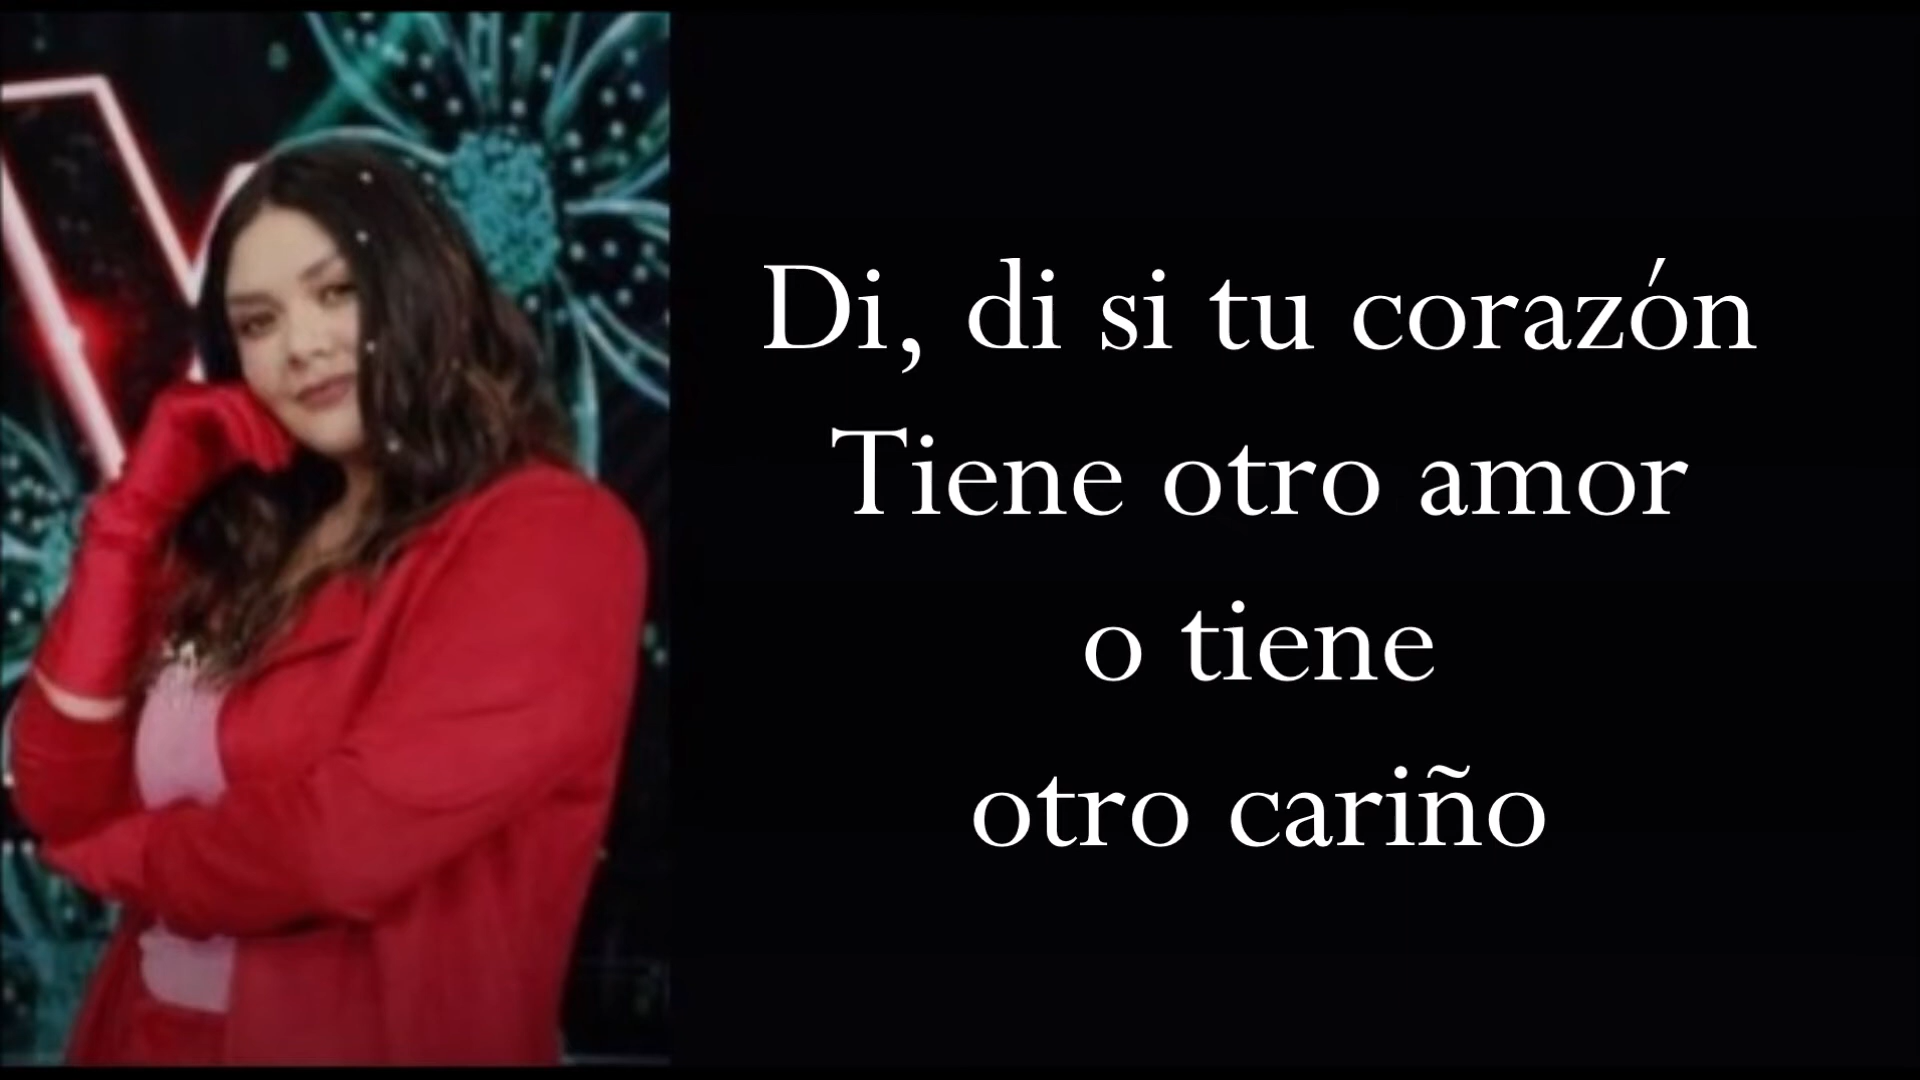 Di, di si tu corazón
Tiene otro amor
o tiene
otro cariño